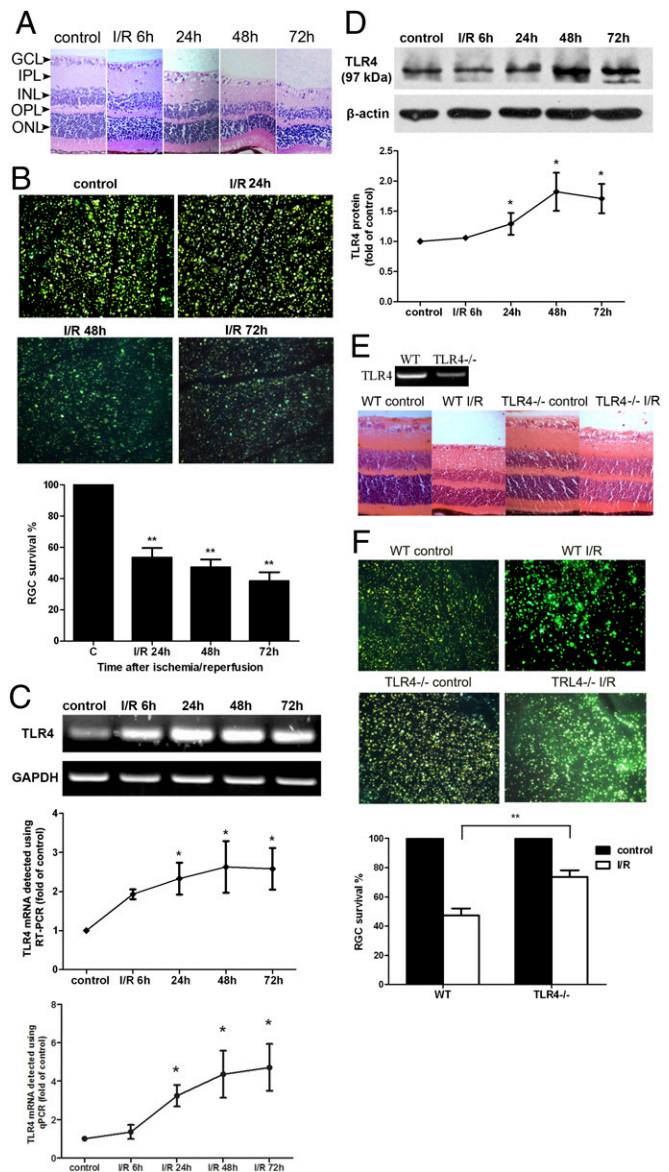 A
control I/R 6h 24h 48h 72h
GCL
IPL
INL
OPL
ONL
B
control I/R 24h
I/R 48h I/R 72h
RGC survival %
100
80
60
40
20
0
** ** **
C I/R 24h 48h 72h
Time after ischemia/reperfusion
C
control I/R 6h 24h 48h 72h
TLR4
GAPDH
TLR4 mRNA detected using
RT-PCR (fold of control)
4
3
2
1
0
* * *
control I/R 6h 24h 48h 72h
TLR4 mRNA detected using
qPCR (fold of control)
8
6
4
2
0
* * *
control I/R 6h I/R 24h I/R 48h I/R 72h
D
control I/R 6h 24h 48h 72h
TLR4
(97 kDa)
β-actin
TLR4 protein
(fold of control)
2.5
2.0
1.5
1.0
0.5
0.0
* * *
control I/R 6h 24h 48h 72h
E
WT TLR4-/-
TLR4
WT control WT I/R TLR4-/- control TLR4-/- I/R
F
WT control WT I/R
TLR4-/- control TRL4-/- I/R
RGC survival %
100
80
60
40
20
0
**
control
I/R
WT TLR4-/-